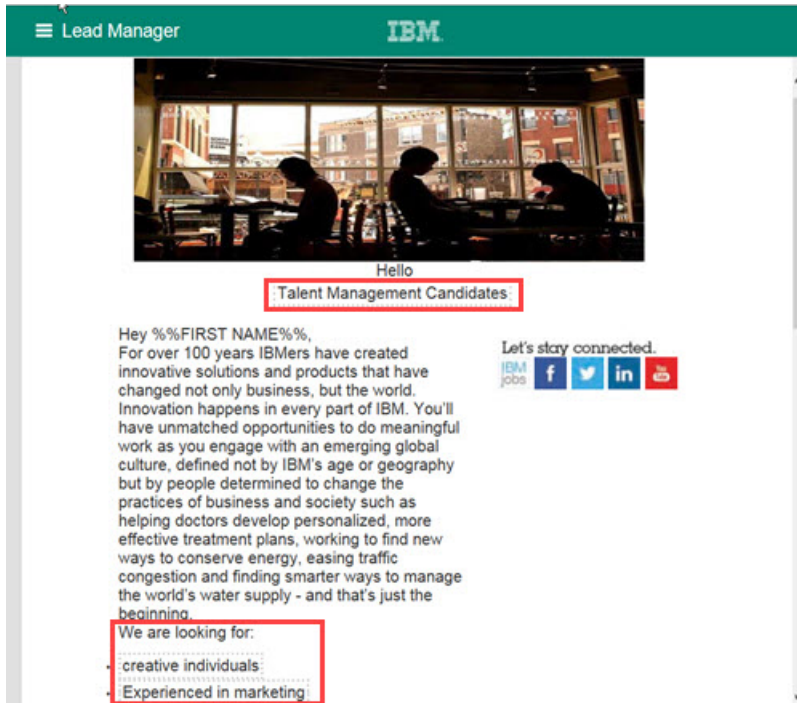 Lead Manager
IBM
Hello
Talent Management Candidates
Hey %%FIRST NAME%%,
For over 100 years IBMers have created
innovative solutions and products that have
changed not only business, but the world.
Innovation happens in every part of IBM. You'll
have unmatched opportunities to do meaningful
work as you engage with an emerging global
culture, defined not by IBM's age or geography
but by people determined to change the
practices of business and society such as
helping doctors develop personalized, more
effective treatment plans, working to find new
ways to conserve energy, easing traffic
congestion and finding smarter ways to manage
the world's water supply - and that's just the
beginning.
We are looking for:
creative individuals
Experienced in marketing
Let's stay connected.
IBM
jobs
f
in
You
Tube